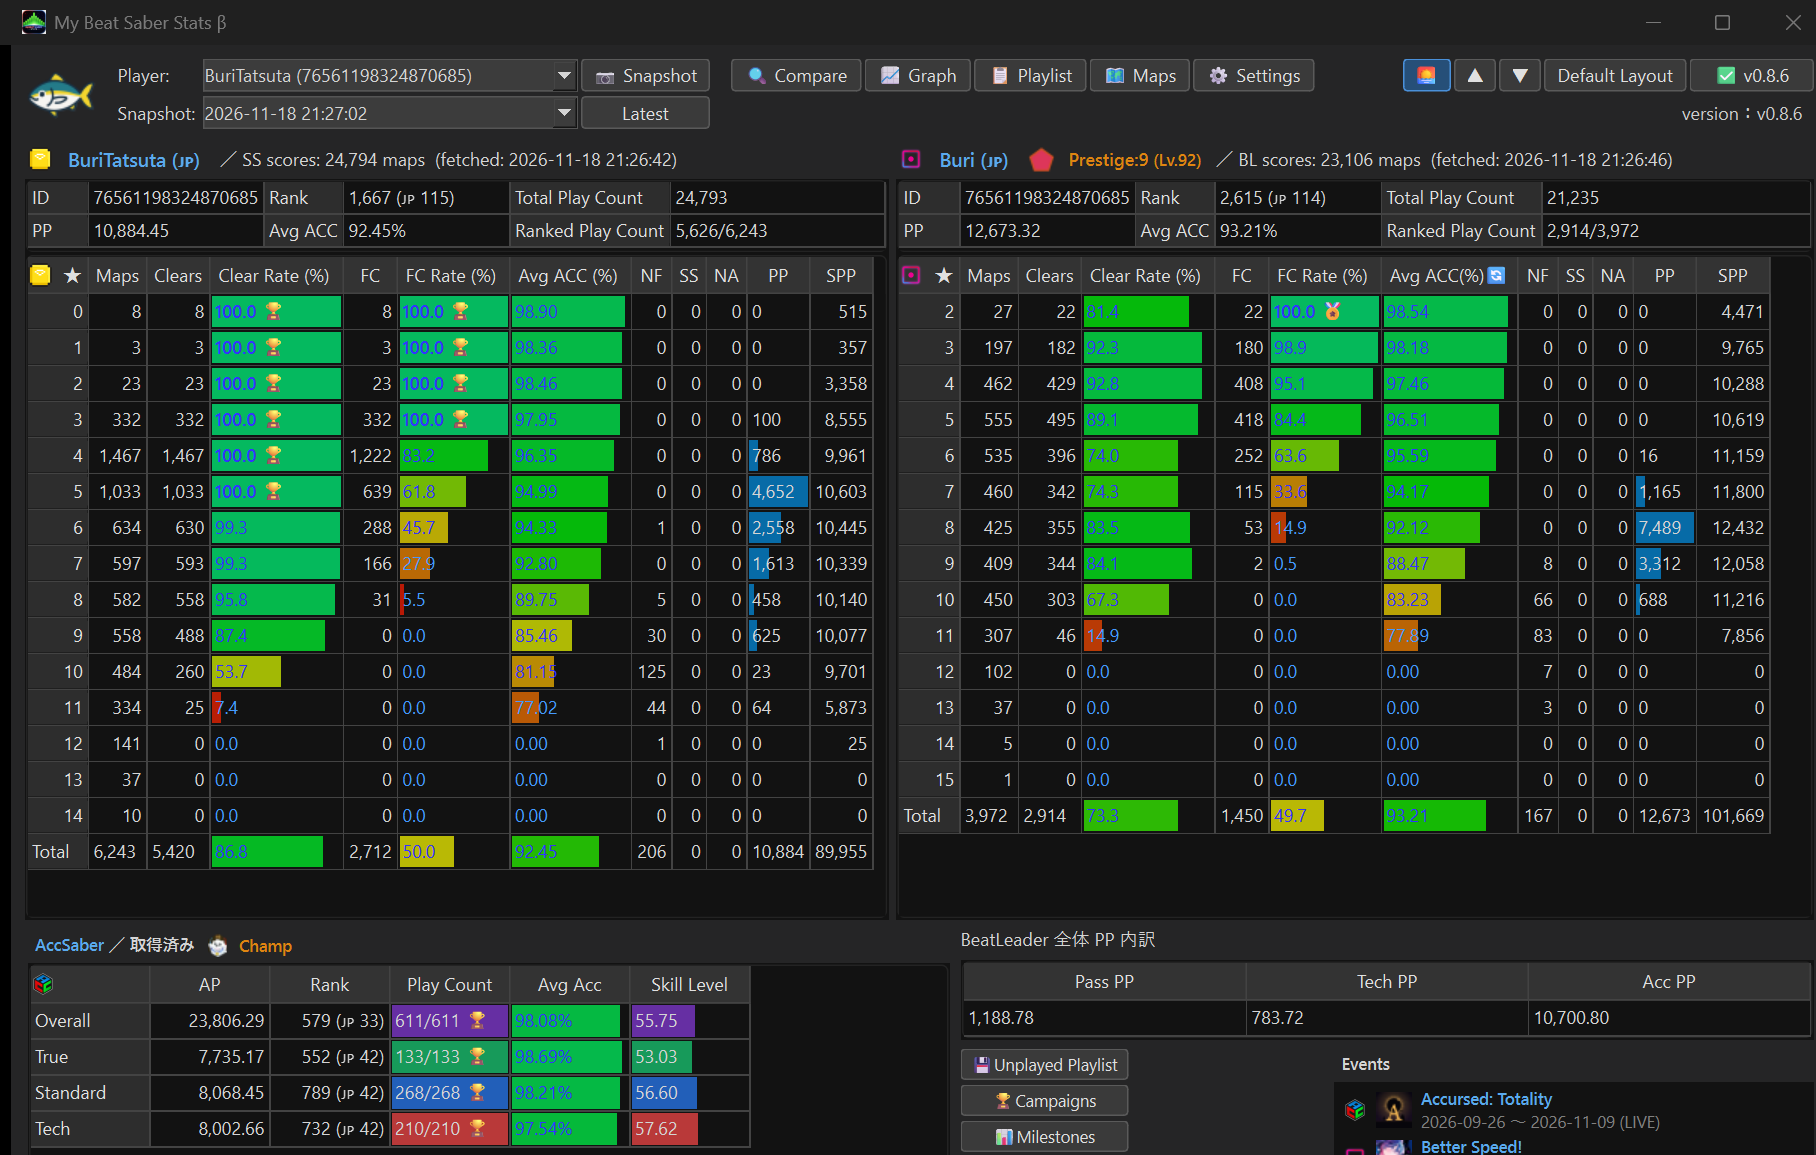 My Beat Saber Stats β
Player: BuriTatsuta (76561198324870685) Snapshot Compare Graph Playlist Maps Settings ▲ ▼ Default Layout v0.8.6
Snapshot: 2026-11-18 21:27:02 Latest version：v0.8.6
BuriTatsuta (JP) ／ SS scores: 24,794 maps (fetched: 2026-11-18 21:26:42)
ID 76561198324870685 Rank 1,667 (JP 115) Total Play Count 24,793
PP 10,884.45 Avg ACC 92.45% Ranked Play Count 5,626/6,243
★ Maps Clears Clear Rate (%) FC FC Rate (%) Avg ACC (%) NF SS NA PP SPP
0 8 8 100.0 8 100.0 98.90 0 0 0 0 515
1 3 3 100.0 3 100.0 98.36 0 0 0 0 357
2 23 23 100.0 23 100.0 98.46 0 0 0 0 3,358
3 332 332 100.0 332 100.0 97.95 0 0 0 100 8,555
4 1,467 1,467 100.0 1,222 83.2 96.35 0 0 0 786 9,961
5 1,033 1,033 100.0 639 61.8 94.99 0 0 0 4,652 10,603
6 634 630 99.3 288 45.7 94.33 1 0 0 2,558 10,445
7 597 593 99.3 166 27.9 92.80 0 0 0 1,613 10,339
8 582 558 95.8 31 5.5 89.75 5 0 0 458 10,140
9 558 488 87.4 0 0.0 85.46 30 0 0 625 10,077
10 484 260 53.7 0 0.0 81.15 125 0 0 23 9,701
11 334 25 7.4 0 0.0 77.02 44 0 0 64 5,873
12 141 0 0.0 0 0.0 0.00 1 0 0 0 25
13 37 0 0.0 0 0.0 0.00 0 0 0 0 0
14 10 0 0.0 0 0.0 0.00 0 0 0 0 0
Total 6,243 5,420 86.8 2,712 50.0 92.45 206 0 0 10,884 89,955
Buri (JP) Prestige:9 (Lv.92) ／ BL scores: 23,106 maps (fetched: 2026-11-18 21:26:46)
ID 76561198324870685 Rank 2,615 (JP 114) Total Play Count 21,235
PP 12,673.32 Avg ACC 93.21% Ranked Play Count 2,914/3,972
★ Maps Clears Clear Rate (%) FC FC Rate (%) Avg ACC(%) NF SS NA PP SPP
2 27 22 81.4 22 100.0 98.54 0 0 0 0 4,471
3 197 182 92.3 180 98.9 98.18 0 0 0 0 9,765
4 462 429 92.8 408 95.1 97.46 0 0 0 0 10,288
5 555 495 89.1 418 84.4 96.51 0 0 0 0 10,619
6 535 396 74.0 252 63.6 95.59 0 0 0 16 11,159
7 460 342 74.3 115 33.6 94.17 0 0 0 1,165 11,800
8 425 355 83.5 53 14.9 92.12 0 0 0 7,489 12,432
9 409 344 84.1 2 0.5 88.47 8 0 0 3,312 12,058
10 450 303 67.3 0 0.0 83.23 66 0 0 688 11,216
11 307 46 14.9 0 0.0 77.89 83 0 0 0 7,856
12 102 0 0.0 0 0.0 0.00 7 0 0 0 0
13 37 0 0.0 0 0.0 0.00 3 0 0 0 0
14 5 0 0.0 0 0.0 0.00 0 0 0 0 0
15 1 0 0.0 0 0.0 0.00 0 0 0 0 0
Total 3,972 2,914 73.3 1,450 49.7 93.21 167 0 0 12,673 101,669
AccSaber ／ 取得済み Champ
AP Rank Play Count Avg Acc Skill Level
Overall 23,806.29 579 (JP 33) 611/611 98.08% 55.75
True 7,735.17 552 (JP 42) 133/133 98.69% 53.03
Standard 8,068.45 789 (JP 42) 268/268 98.21% 56.60
Tech 8,002.66 732 (JP 42) 210/210 97.54% 57.62
BeatLeader 全体 PP 内訳
Pass PP Tech PP Acc PP
1,188.78 783.72 10,700.80
Unplayed Playlist
Campaigns
Milestones
Events
Accursed: Totality
2026-09-26 ～ 2026-11-09 (LIVE)
Better Speed!